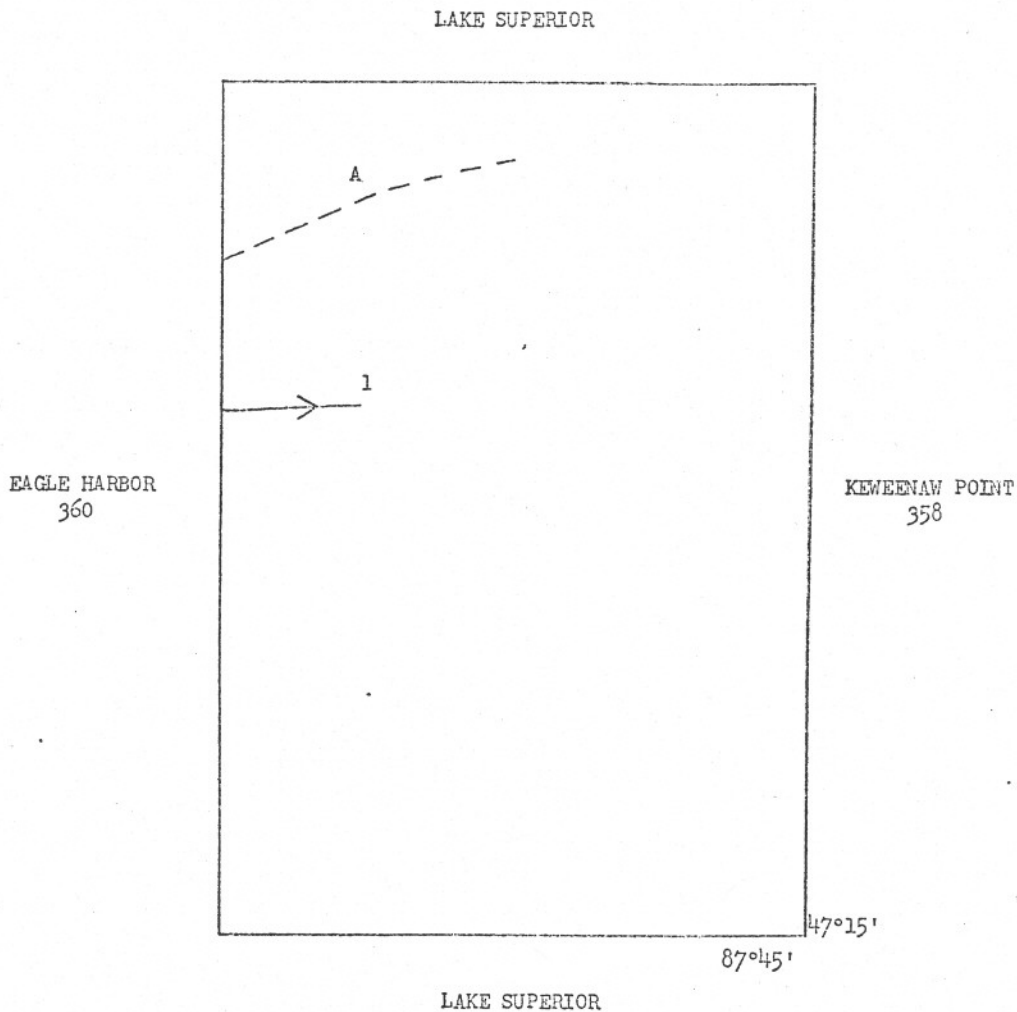 LAKE SUPERIOR
A
1
EAGLE HARBOR
360
KEWEENAW POINT
358
47°15'
87°45'
LAKE SUPERIOR